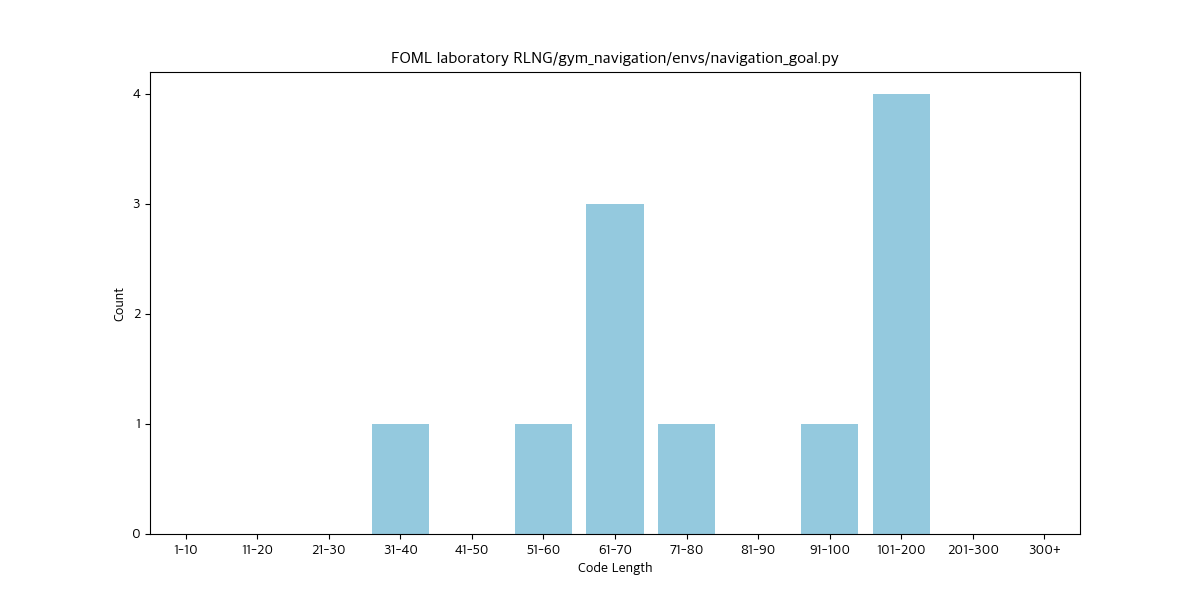 FOML laboratory RLNG/gym_navigation/envs/navigation_goal.py
4
3
2
1
0
Count
1-10 11-20 21-30 31-40 41-50 51-60 61-70 71-80 81-90 91-100 101-200 201-300 300+
Code Length